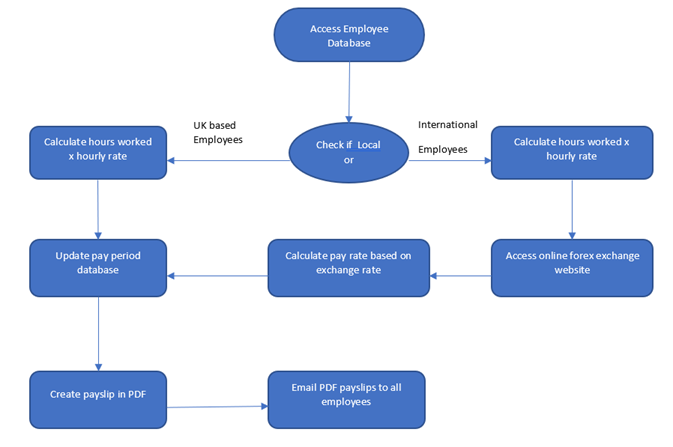 Access Employee
Database
UK based
Employees
International
Employees
Calculate hours worked
x hourly rate
Check if  Local
or
Calculate hours worked x
hourly rate
Update pay period
database
Calculate pay rate based on
exchange rate
Access online forex exchange
website
Create payslip in PDF
Email PDF payslips to all
employees